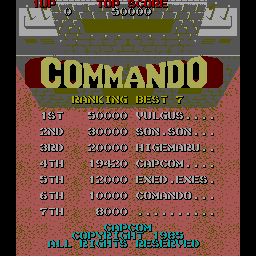 1UP TOP SCORE
0 50000
COMMANDO
RANKING BEST 7
1ST 50000 VULGUS....
2ND 30000 SON.SON...
3RD 20000 HIGEMARU..
4TH 19420 CAPCOM....
5TH 12000 EXED.EXES
6TH 10000 COMANDO...
7TH 8000 ..........
CAPCOM
COPYRIGHT 1985
ALL RIGHTS RESERVED